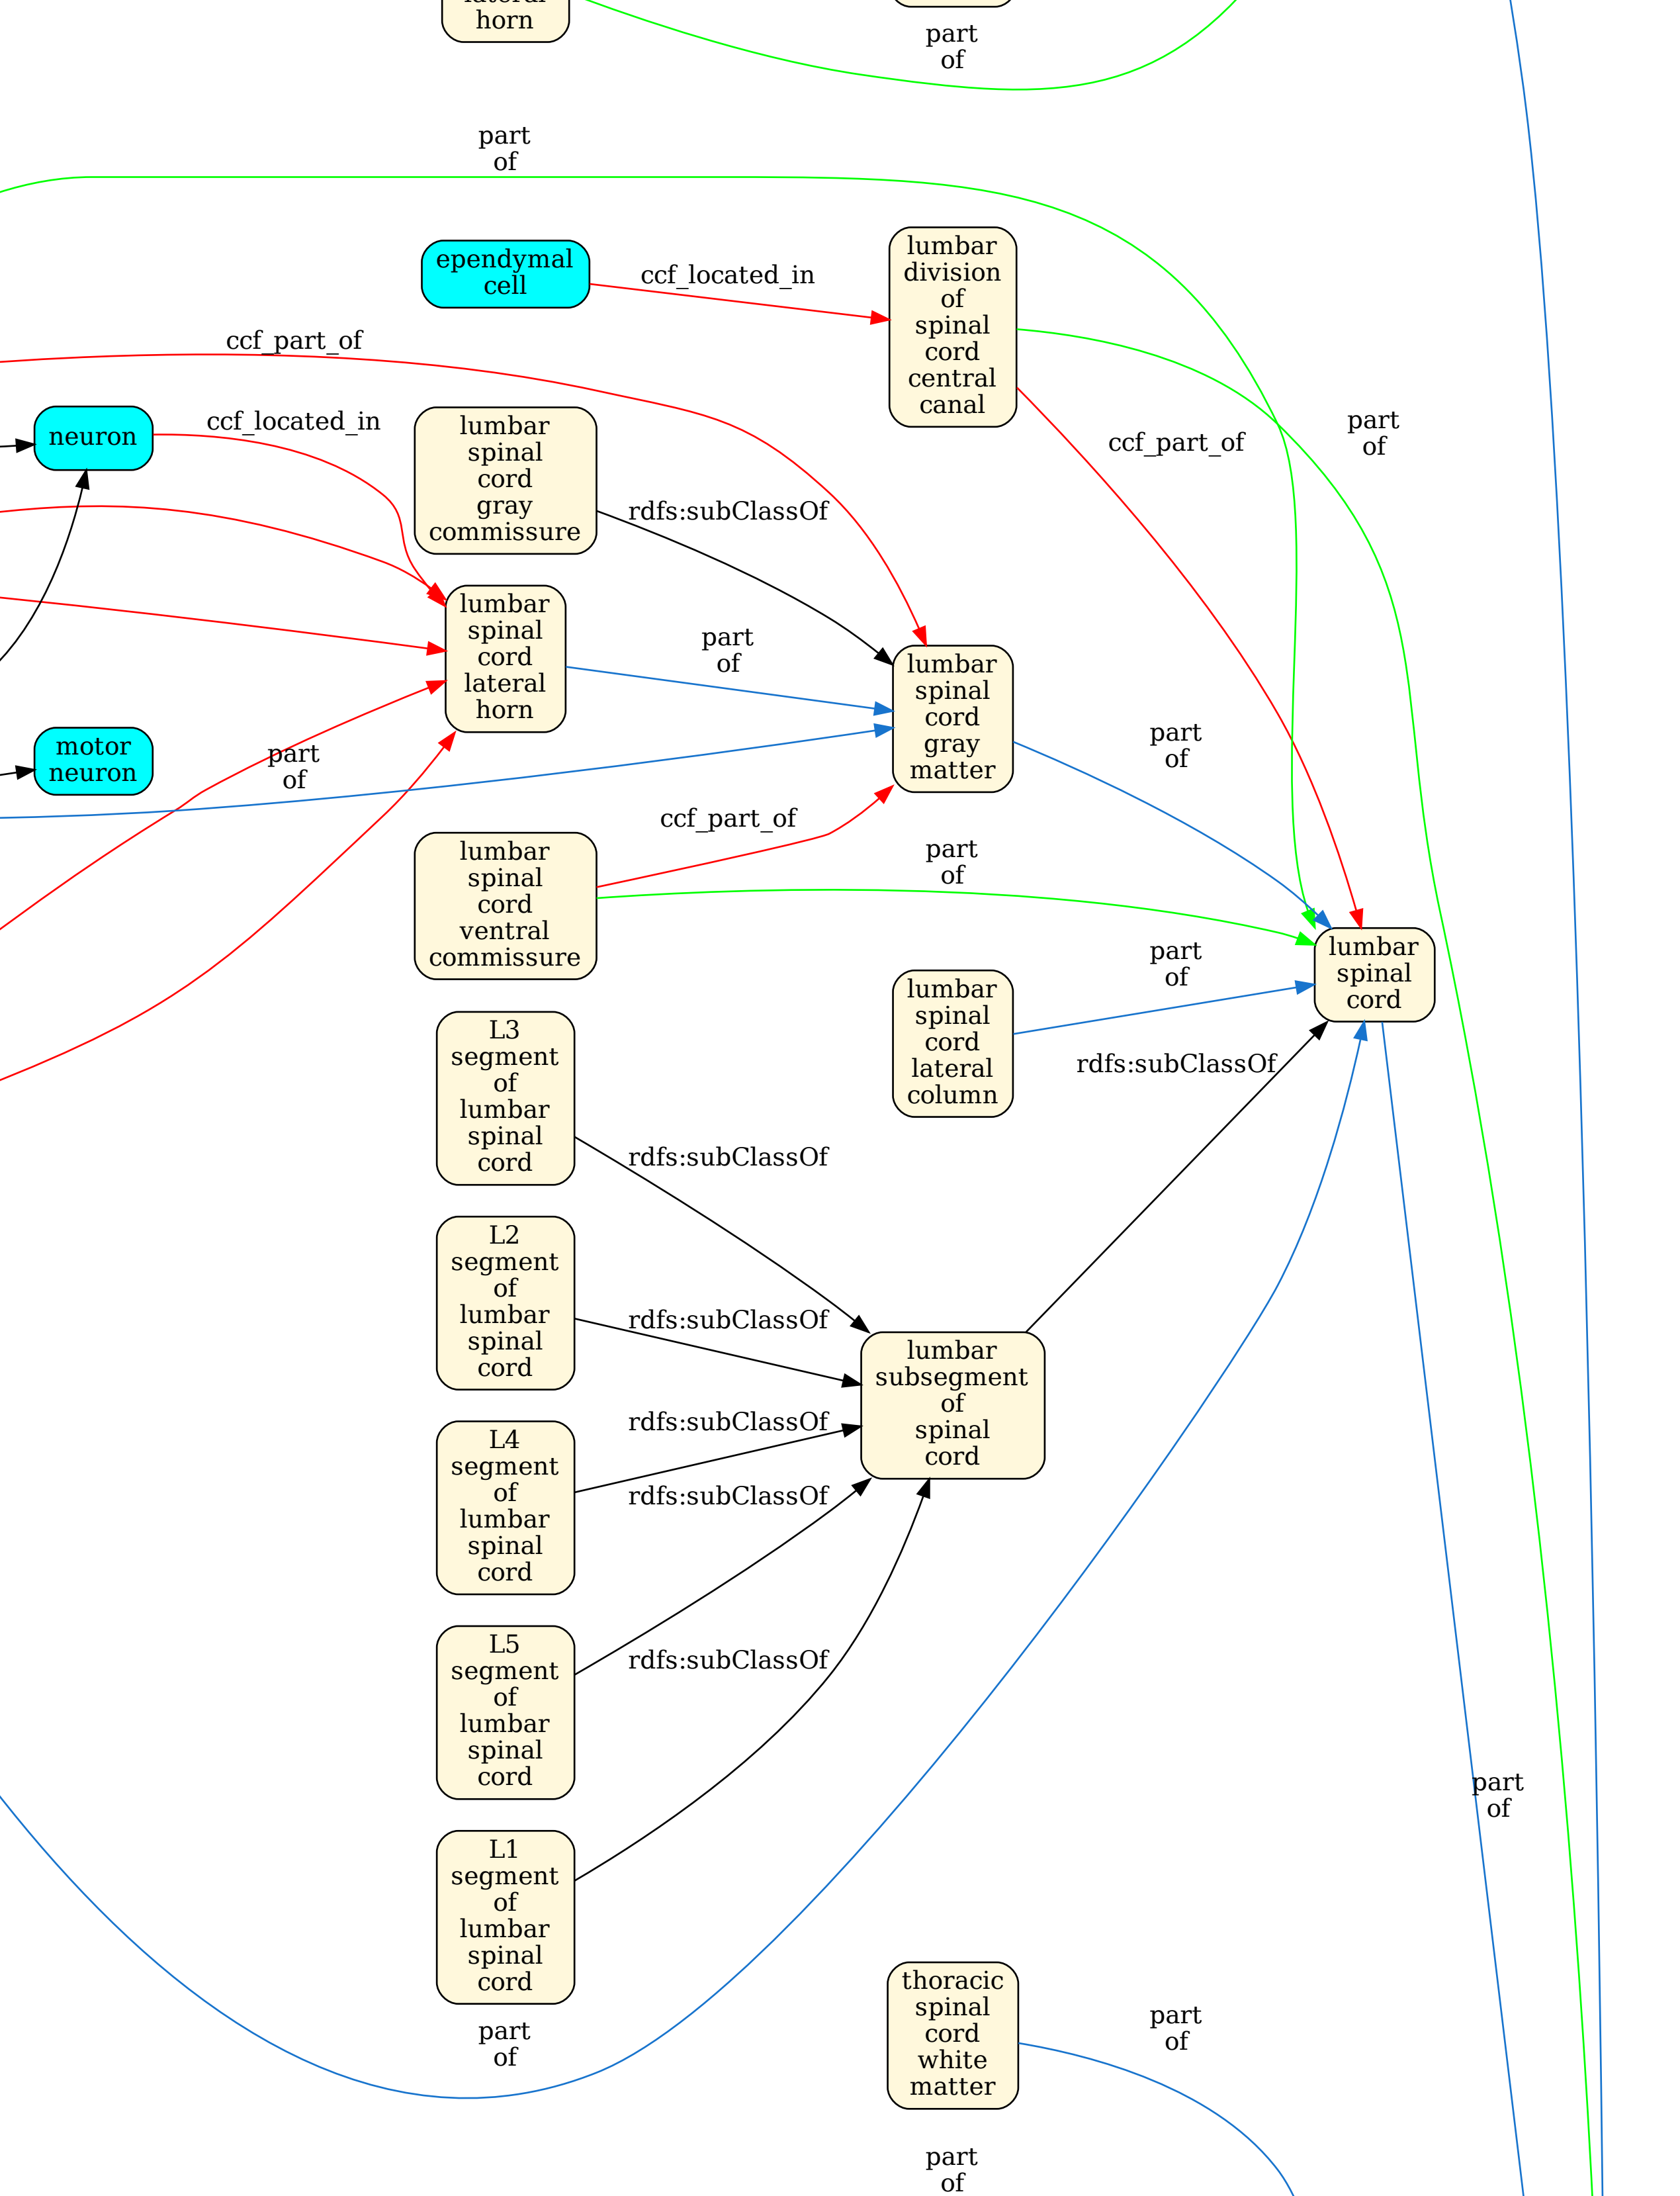 horn
part
of
part
of
ependymal
cell
ccf_located_in
lumbar
division
of
spinal
cord
central
canal
ccf_part_of
neuron
ccf_located_in
lumbar
spinal
cord
gray
commissure
rdfs:subClassOf
ccf_part_of
part
of
lumbar
spinal
cord
lateral
horn
part
of
lumbar
spinal
cord
gray
matter
part
of
motor
neuron
part
of
ccf_part_of
lumbar
spinal
cord
ventral
commissure
part
of
lumbar
spinal
cord
lumbar
spinal
cord
lateral
column
part
of
rdfs:subClassOf
L3
segment
of
lumbar
spinal
cord
rdfs:subClassOf
L2
segment
of
lumbar
spinal
cord
rdfs:subClassOf
lumbar
subsegment
of
spinal
cord
L4
segment
of
lumbar
spinal
cord
rdfs:subClassOf
rdfs:subClassOf
L5
segment
of
lumbar
spinal
cord
rdfs:subClassOf
part
of
L1
segment
of
lumbar
spinal
cord
part
of
thoracic
spinal
cord
white
matter
part
of
part
of